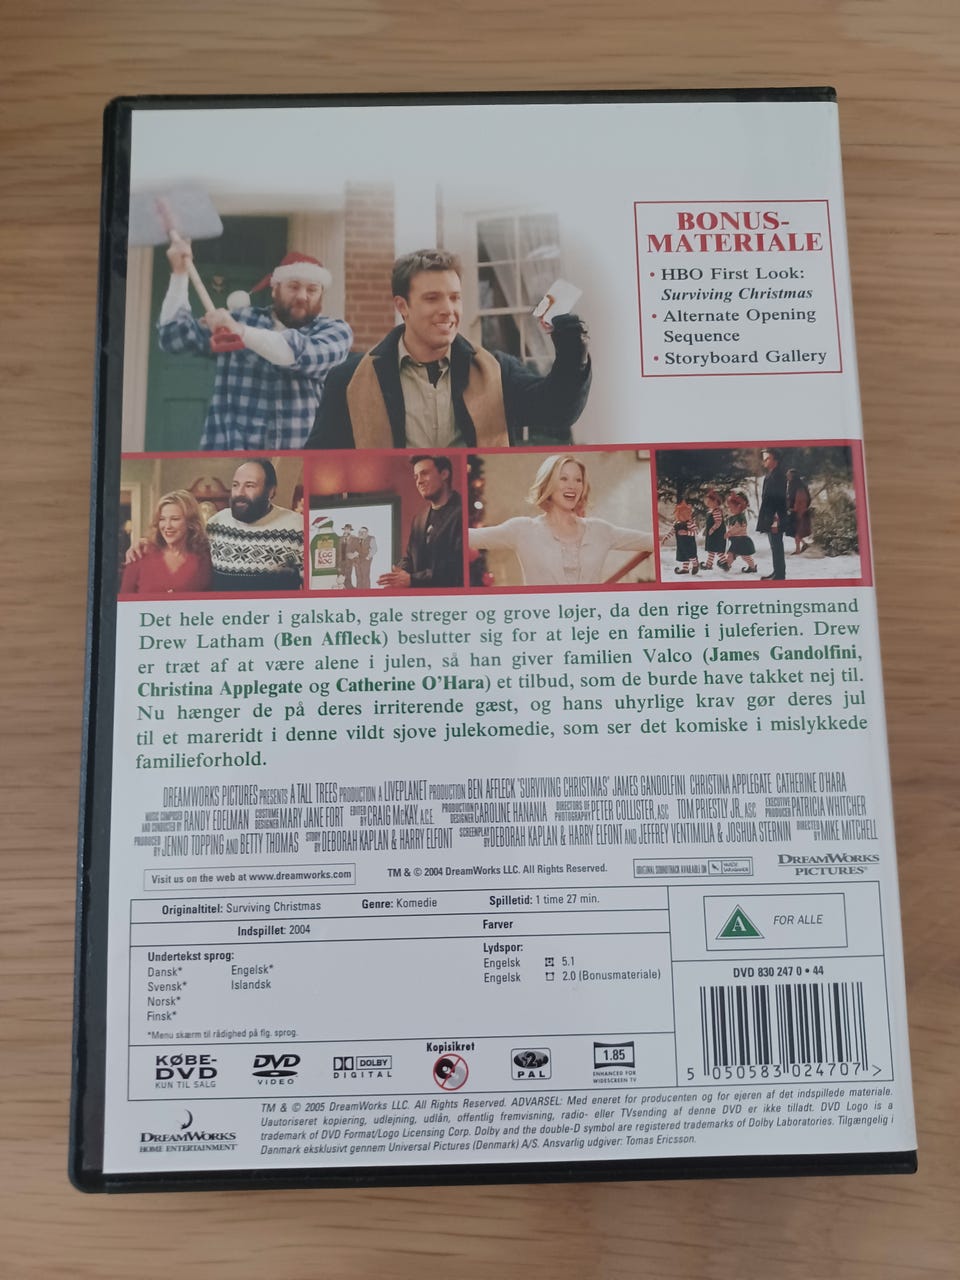 BONUS-
MATERIALE
• HBO First Look:
Surviving Christmas
• Alternate Opening
Sequence
• Storyboard Gallery
EGG
NOG
Det hele ender i galskab, gale streger og grove løjer, da den rige forretningsmand
Drew Latham (Ben Affleck) beslutter sig for at leje en familie i juleferien. Drew
er træt af at være alene i julen, så han giver familien Valco (James Gandolfini,
Christina Applegate og Catherine O'Hara) et tilbud, som de burde have takket nej til.
Nu hænger de på deres irriterende gæst, og hans uhyrlige krav gør deres jul
til et mareridt i denne vildt sjove julekomedie, som ser det komiske i mislykkede
familieforhold.
DREAMWORKS PICTURES PRESENTS A TALL TREES PRODUCTION A LIVEPLANET PRODUCTION BEN AFFLECK 'SURVIVING CHRISTMAS' JAMES GANDOLFINI CHRISTINA APPLEGATE CATHERINE O'HARA
MUSIC COMPOSED AND CONDUCTED BY RANDY EDELMAN COSTUME DESIGNER MARY JANE FORT EDITED BY CRAIG McKAY, A.C.E. PRODUCTION DESIGNER CAROLINE HANANIA DIRECTORS OF PHOTOGRAPHY PETER COLLISTER, ASC TOM PRIESTLY JR., ASC EXECUTIVE PRODUCER PATRICIA WHITCHER
PRODUCED BY JENNO TOPPING AND BETTY THOMAS STORY BY DEBORAH KAPLAN & HARRY ELFONT SCREENPLAY BY DEBORAH KAPLAN & HARRY ELFONT AND JEFFREY VENTIMILIA & JOSHUA STERNIN DIRECTED BY MIKE MITCHELL
Visit us on the web at www.dreamworks.com
TM & © 2004 DreamWorks LLC. All Rights Reserved.
ORIGINAL SOUNDTRACK AVAILABLE ON
DREAMWORKS
PICTURES®
Originaltitel: Surviving Christmas
Genre: Komedie
Spilletid: 1 time 27 min.
Indspillet: 2004
Farver
Undertekst sprog:
Dansk*
Engelsk*
Svensk*
Islandsk
Norsk*
Finsk*
*Menu skærm til rådighed på flg. sprog.
Lydspor:
Engelsk 5.1
Engelsk 2.0 (Bonusmateriale)
A
FOR ALLE
DVD 830 247 0 • 44
5 050583 024707 >
KØBE-
DVD
KUN TIL SALG
DVD
VIDEO
DOLBY
DIGITAL
Kopisikret
2
PAL
1.85
ENHANCED FOR
WIDESCREEN TV
DREAMWORKS
HOME ENTERTAINMENT
TM & © 2005 DreamWorks LLC. All Rights Reserved. ADVARSEL: Med eneret for producenten og for ejeren af det indspillede materiale.
Uautoriseret kopiering, udlejning, udlån, offentlig fremvisning, radio- eller TVsending af denne DVD er ikke tilladt. DVD Logo is a
trademark of DVD Format/Logo Licensing Corp. Dolby and the double-D symbol are registered trademarks of Dolby Laboratories. Tilgængelig i
Danmark eksklusivt gennem Universal Pictures (Denmark) A/S. Ansvarlig udgiver: Tomas Ericsson.